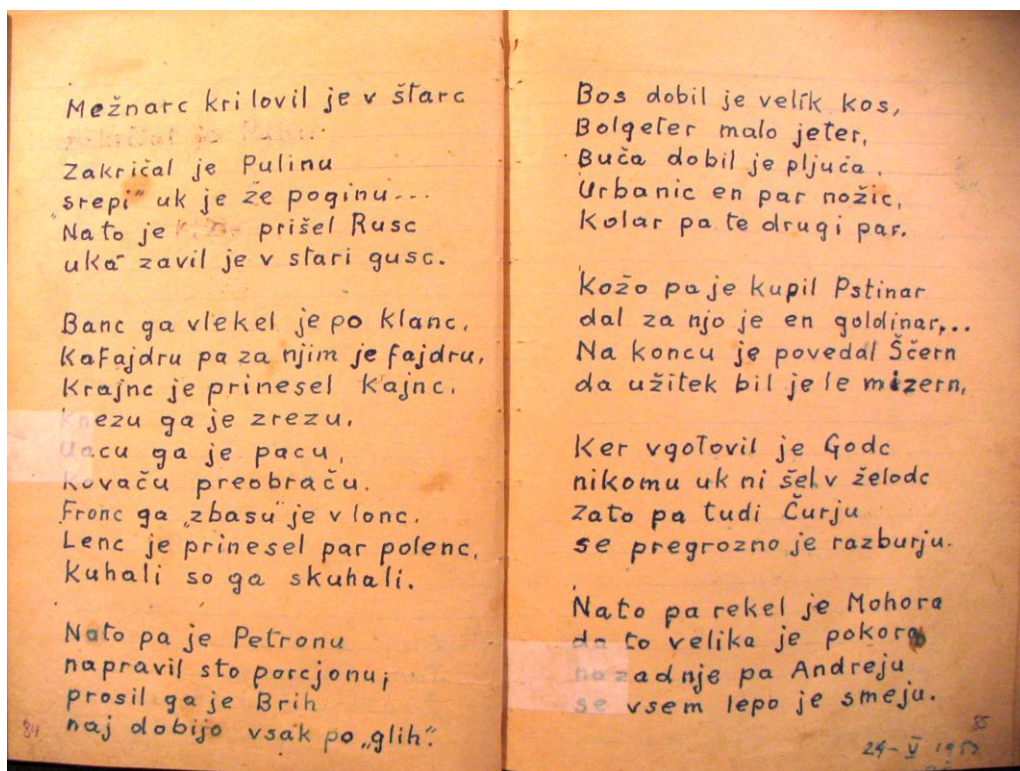 Mežnarc kri lovil je v štarc
Zakričal je Pulinu
„srepi“ uk je že poginu...
Nato je prišel Rusc
uka zavil je v stari gusc.
Banc ga vlekel je po klanc,
Kafajdru pa za njim je fajdru,
Krajnc je prinesel kajnc,
Knezu ga je zrezu,
Vacu ga je pacu,
Kovaču preobraču.
Fronc ga „zbasu“ je v lonc.
Lenc je prinesel par polenc,
Kuhali so ga skuhali.
Nato pa je Petronu
napravil sto porcjonu;
prosil ga je Brih
naj dobijo vsak po „glih“.
84
Bos dobil je velik kos,
Bolgeter malo jeter,
Buča dobil je pljuča,
Urbanic en par nožic,
Kolar pa te drugi par.
Kožo pa je kupil Pstinar
dal za njo je en goldinar,...
Na koncu je povedal Ščern
da užitek bil je le mizern,
Ker vgotovil je Godc
nikomu uk ni šel v želodc
Zato pa tudi Čurju
se pregrozno je razburju.
Nato pa rekel je Mohora
da to velika je pokora
nazadnje pa Andreju
se vsem lepo je smeju.
85
24-V 195